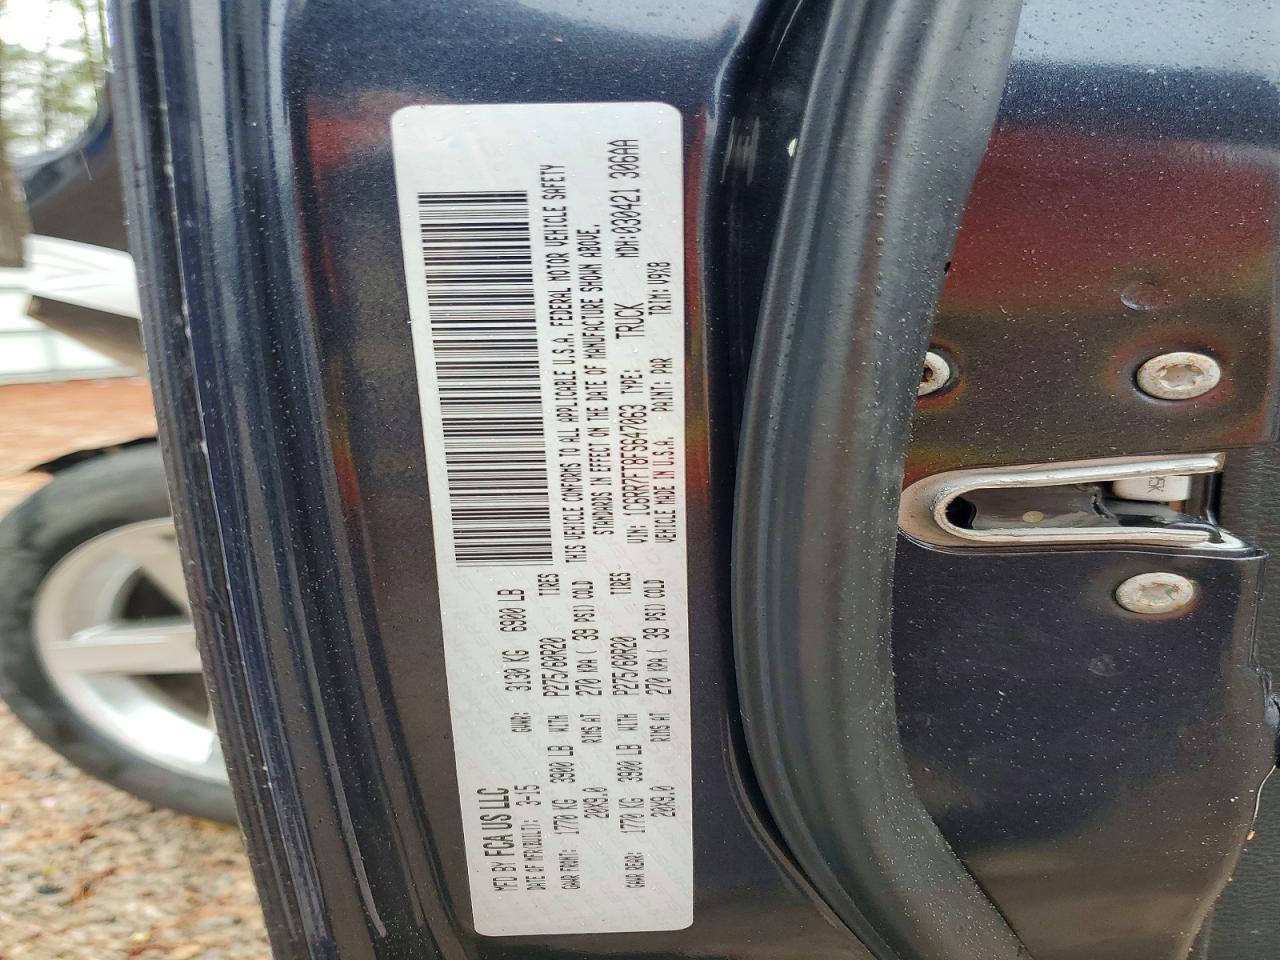 MFD BY FCA US LLC
DATE OF MFR(BUILT): 3-15 GVWR: 3130 KG 6900 LB
GAWR FRONT: 1770 KG 3900 LB WITH P275/60R20 TIRES
20X9.0 RIMS AT 270 KPA ( 39 PSI) COLD
GAWR REAR: 1770 KG 3900 LB WITH P275/60R20 TIRES
20X9.0 RIMS AT 270 KPA ( 39 PSI) COLD
THIS VEHICLE CONFORMS TO ALL APPLICABLE U.S.A. FEDERAL MOTOR VEHICLE SAFETY
STANDARDS IN EFFECT ON THE DATE OF MANUFACTURE SHOWN ABOVE.
VIN: 1C6RR7TT8FS647063 TYPE: TRUCK MDH:030421 306AA
VEHICLE MADE IN U.S.A. PAINT: PAR TRIM: V9X8